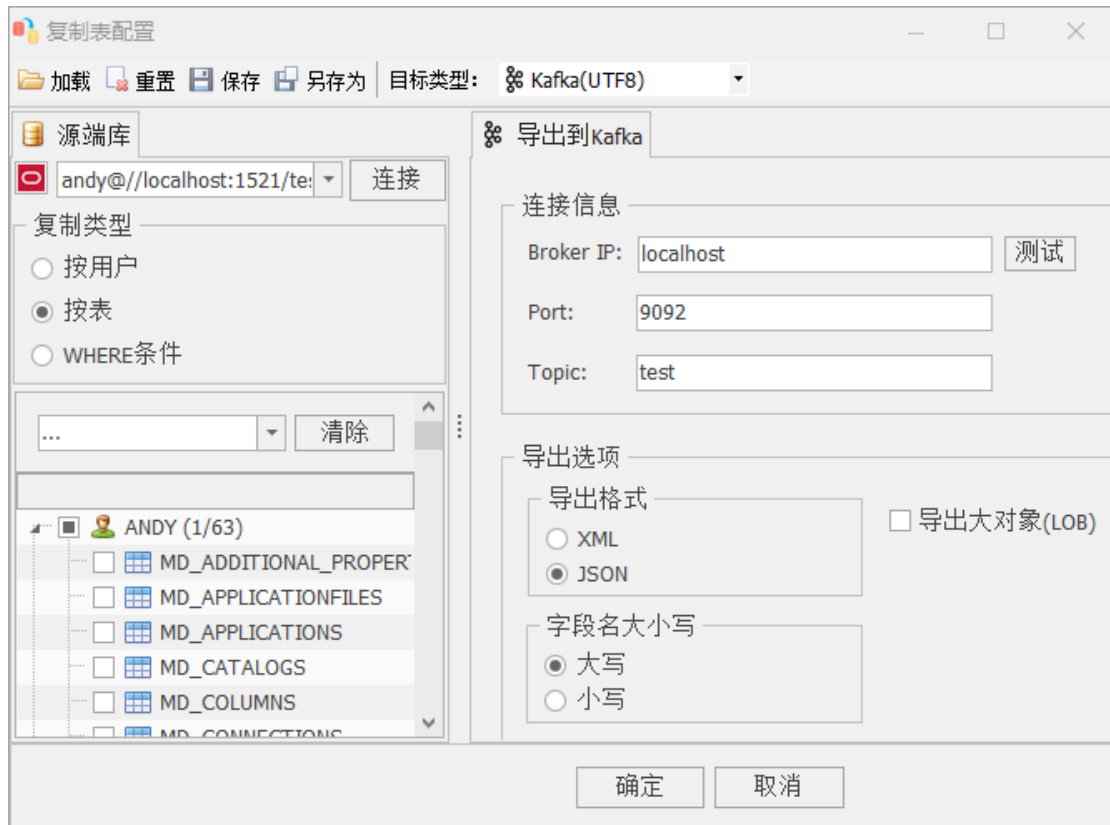 复制表配置
加载 重置 保存 另存为 目标类型: Kafka(UTF8)
源端库
andy@//localhost:1521/te 连接
复制类型
按用户
按表
WHERE条件
... 清除
ANDY (1/63)
MD_ADDITIONAL_PROPER
MD_APPLICATIONFILES
MD_APPLICATIONS
MD_CATALOGS
MD_COLUMNS
MD_CONNECTIONS
导出到Kafka
连接信息
Broker IP: localhost 测试
Port: 9092
Topic: test
导出选项
导出格式
XML
JSON
导出大对象(LOB)
字段名大小写
大写
小写
确定 取消